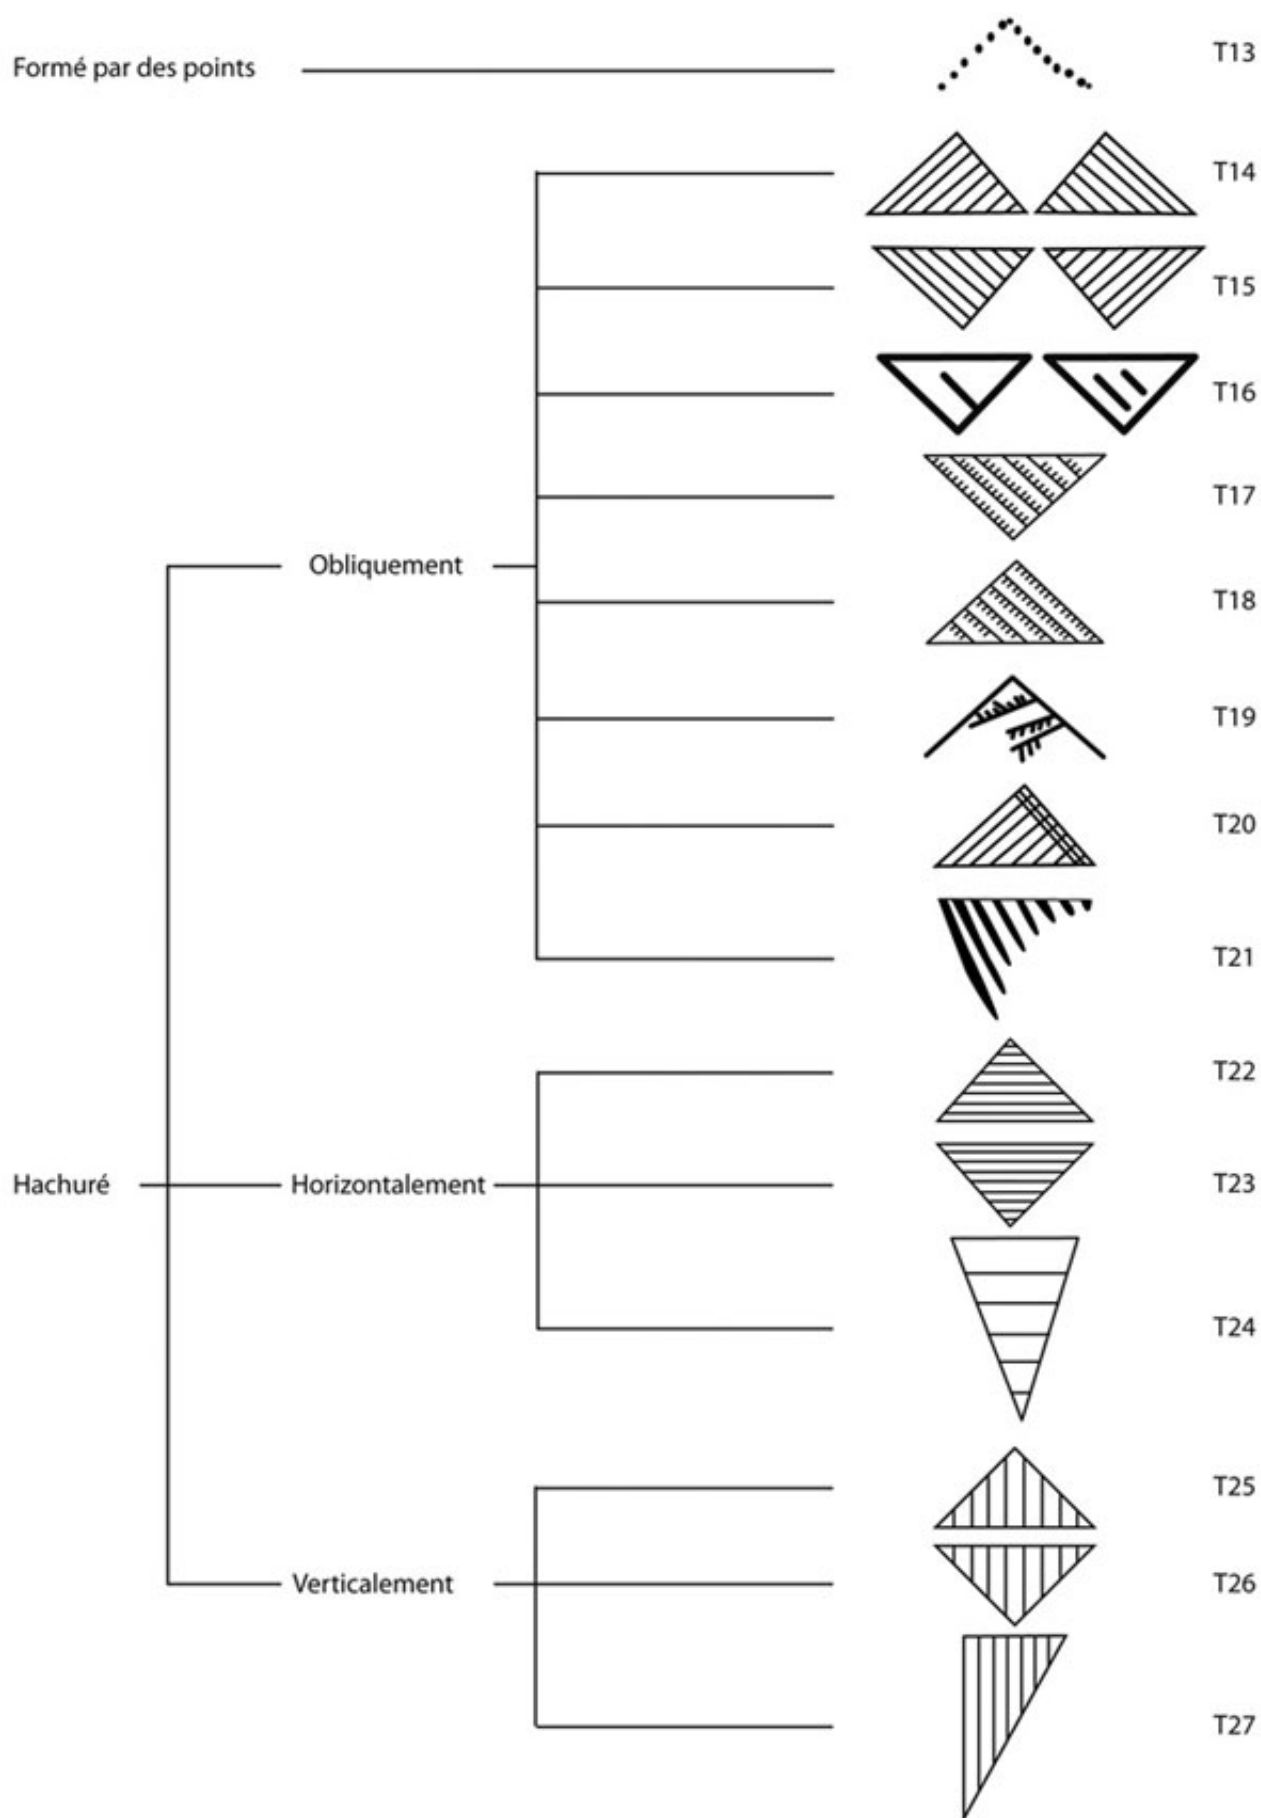 Formé par des points
T13
T14
T15
T16
T17
Obliquement
T18
T19
T20
T21
T22
Hachuré
Horizontalement
T23
T24
T25
Verticalement
T26
T27